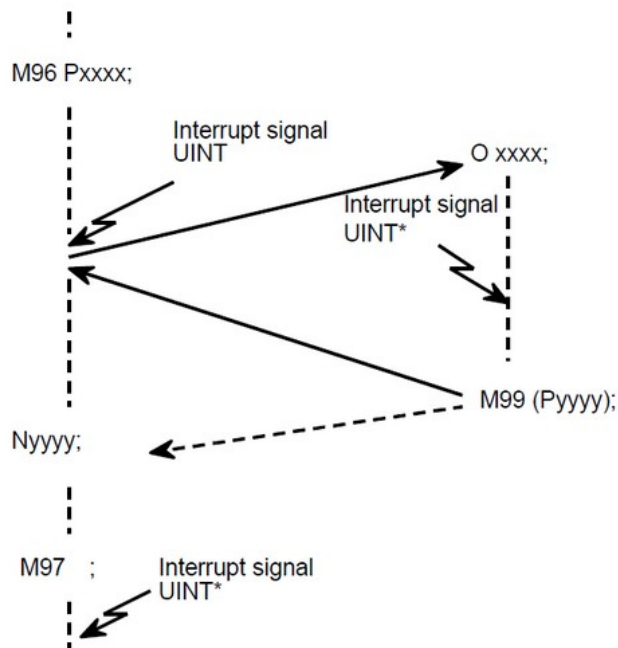 M96 Pxxxx;
Interrupt signal
UINT
O xxxx;
Interrupt signal
UINT*
M99 (Pyyyy);
Nyyyy;
M97 ;
Interrupt signal
UINT*